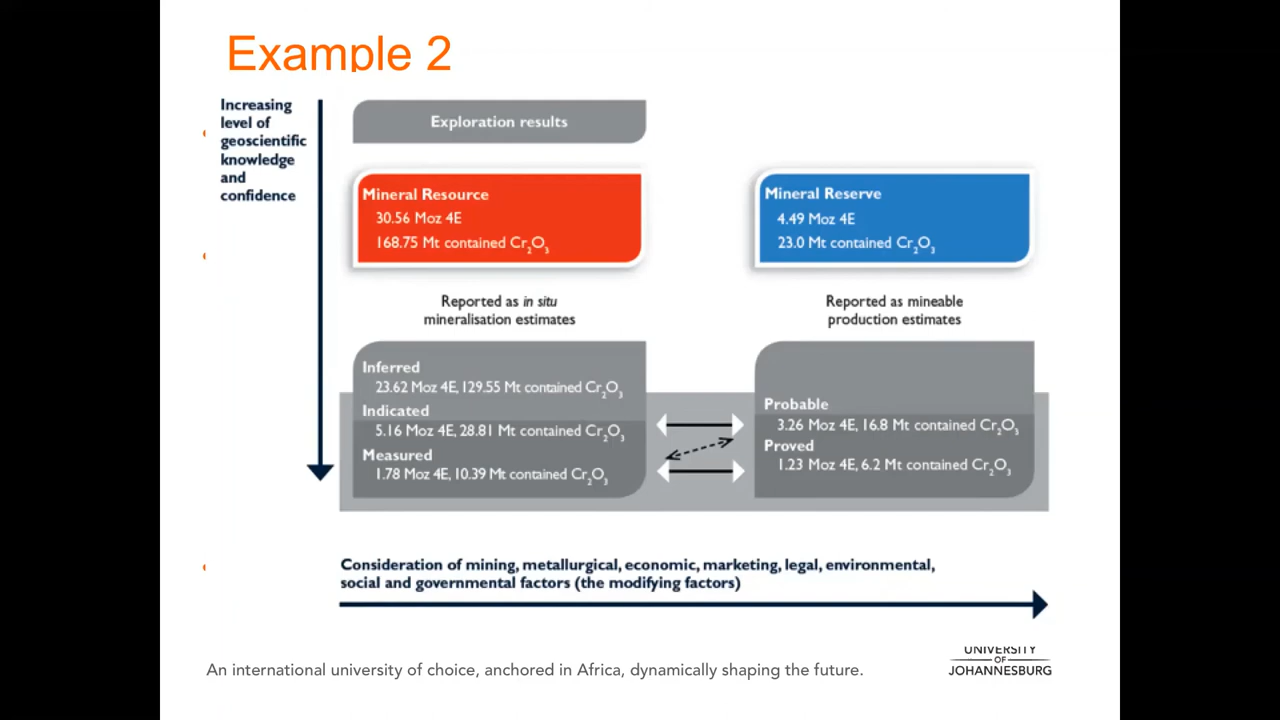 Example 2
Increasing
level of
geoscientific
knowledge
and
confidence
Exploration results
Mineral Resource
30.56 Moz 4E
168.75 Mt contained Cr₂O₃
Mineral Reserve
4.49 Moz 4E
23.0 Mt contained Cr₂O₃
Reported as in situ
mineralisation estimates
Reported as mineable
production estimates
Inferred
23.62 Moz 4E, 129.55 Mt contained Cr₂O₃
Indicated
5.16 Moz 4E, 28.81 Mt contained Cr₂O₃
Measured
1.78 Moz 4E, 10.39 Mt contained Cr₂O₃
Probable
3.26 Moz 4E, 16.8 Mt contained Cr₂O₃
Proved
1.23 Moz 4E, 6.2 Mt contained Cr₂O₃
Consideration of mining, metallurgical, economic, marketing, legal, environmental,
social and governmental factors (the modifying factors)
An international university of choice, anchored in Africa, dynamically shaping the future.
UNIVERSITY
OF
JOHANNESBURG